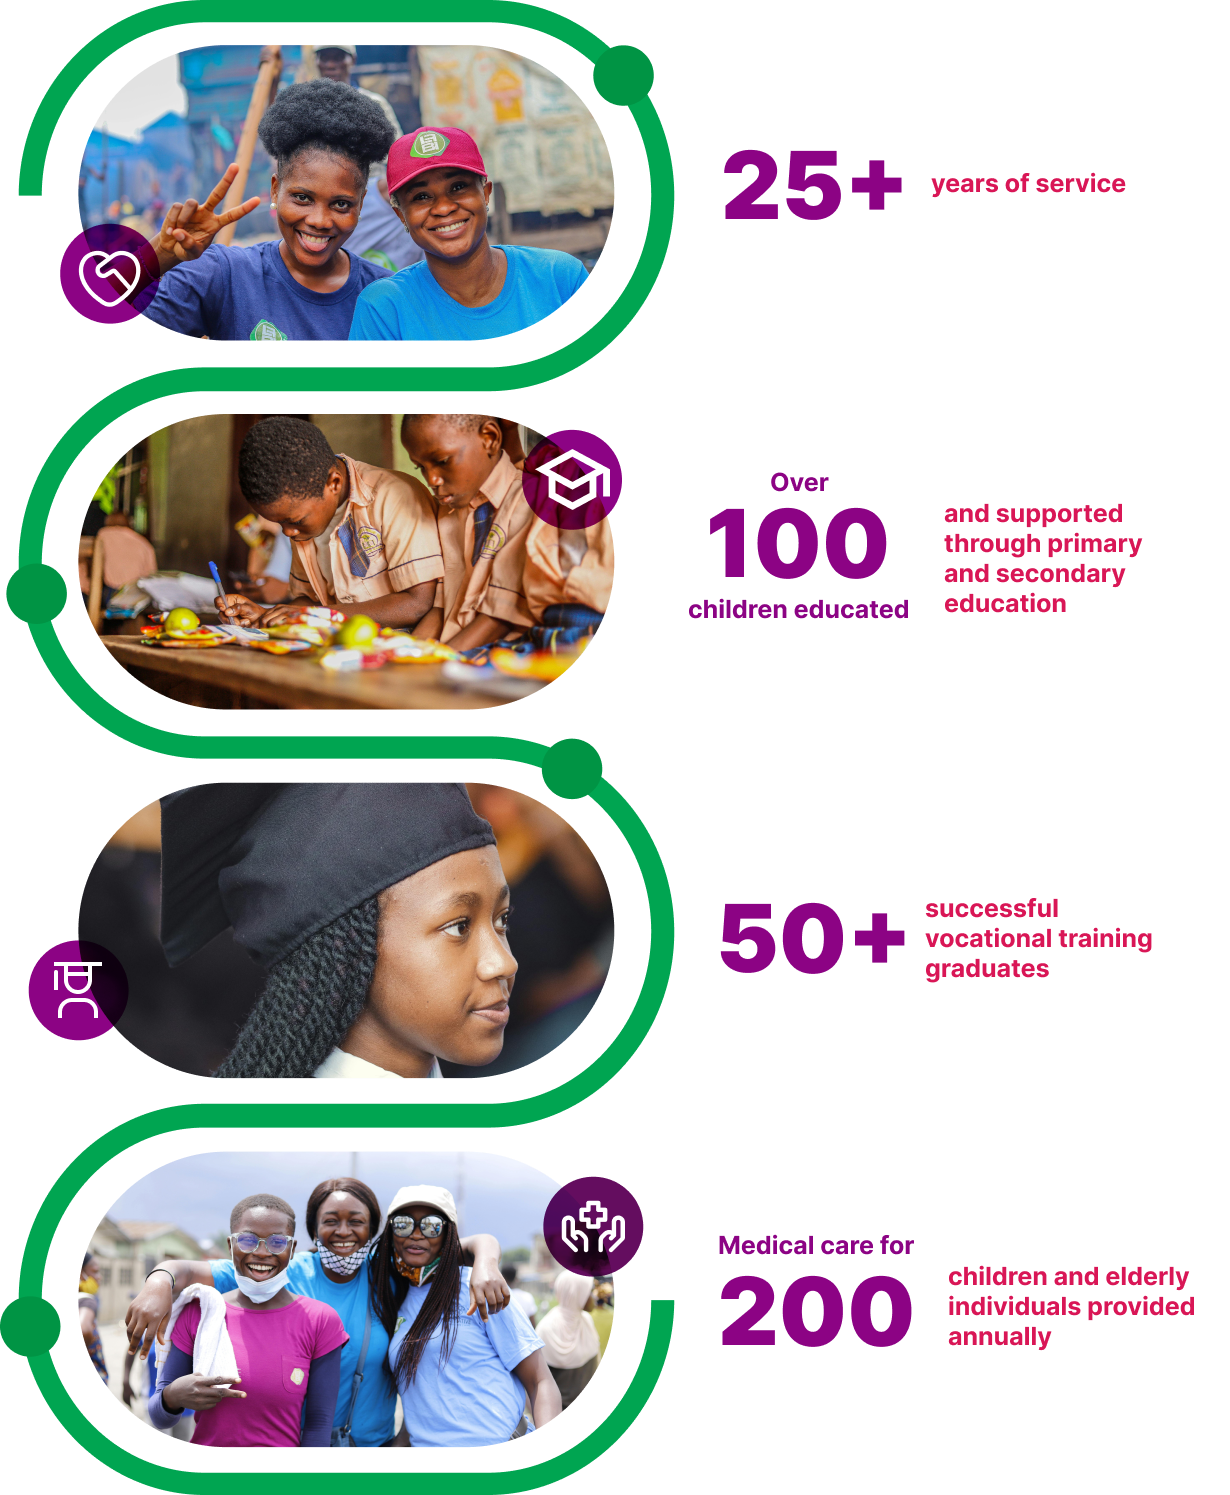 25+
years of service
Over
100
children educated
and supported
through primary
and secondary
education
50+
successful
vocational training
graduates
Medical care for
200
children and elderly
individuals provided
annually